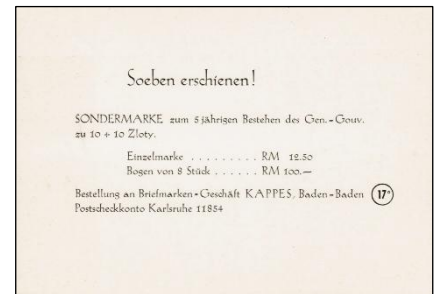 Soeben erschienen!
SONDERMARKE zum 5 jährigen Bestehen des Gen.-Gouv.
zu 10 + 10 Zloty.
Einzelmarke . . . . . . . . . RM 12.50
Bogen von 8 Stück . . . . . . RM 100.—
Bestellung an Briefmarken-Geschäft KAPPES, Baden-Baden 17a
Postscheckkonto Karlsruhe 11854